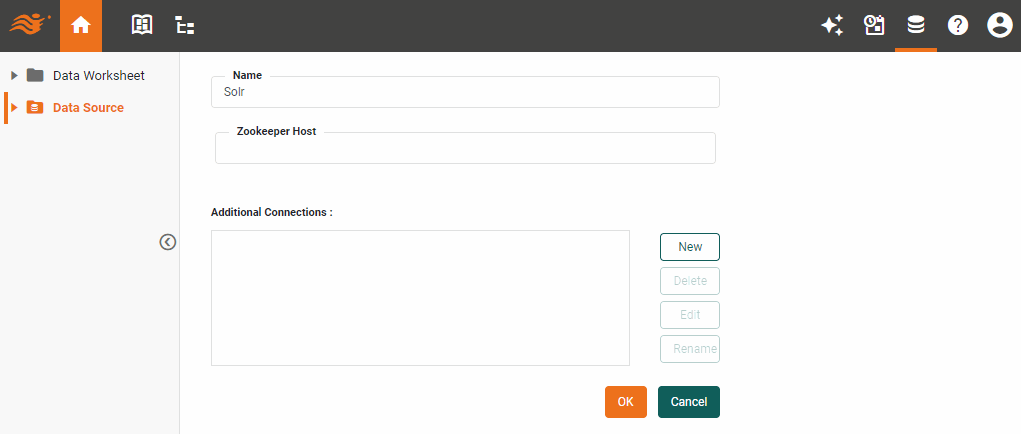 Data Worksheet
Data Source
Name
Solr
Zookeeper Host
Additional Connections :
New
Delete
Edit
Rename
OK
Cancel